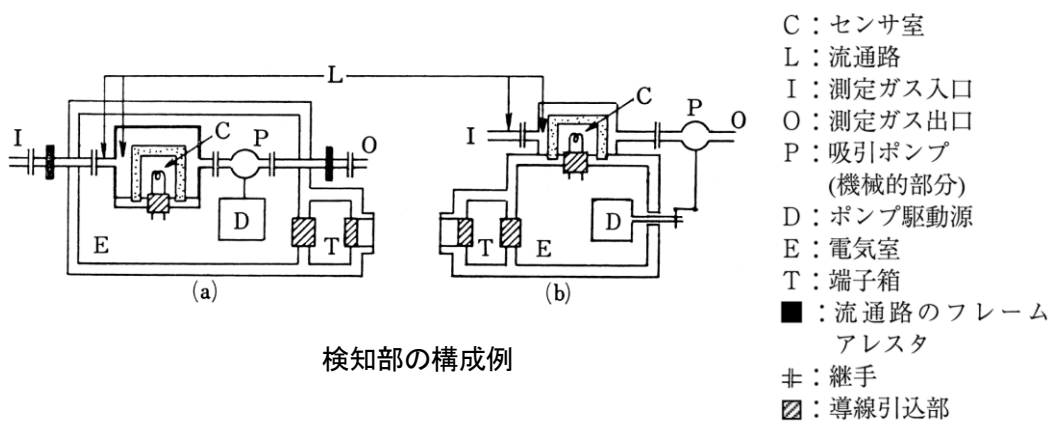 L
I
C
P
O
D
E
T
(a)
I
C
P
O
D
T
E
(b)
検知部の構成例
C：センサ室
L：流通路
I：測定ガス入口
O：測定ガス出口
P：吸引ポンプ
(機械的部分)
D：ポンプ駆動源
E：電気室
T：端子箱
■：流通路のフレーム
アレスタ
：継手
：導線引込部